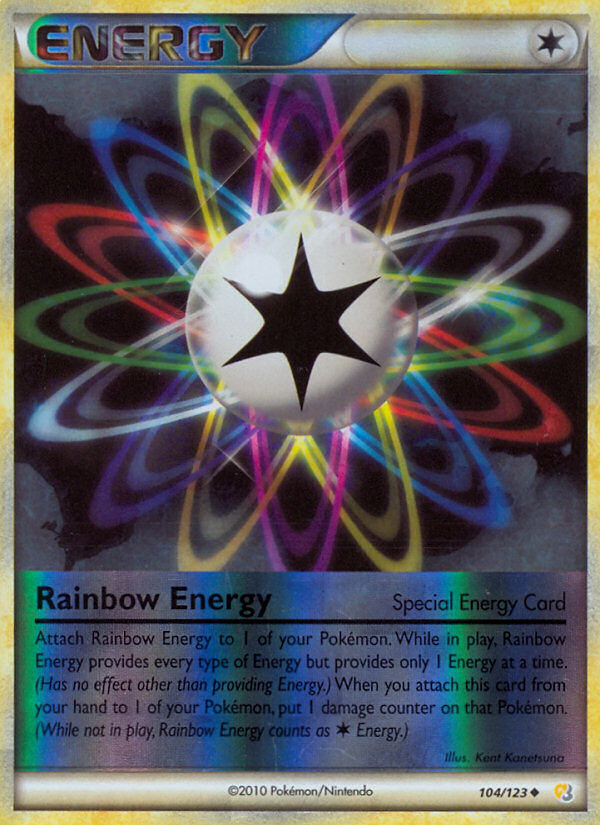 ENERGY
Rainbow Energy
Special Energy Card
Attach Rainbow Energy to 1 of your Pokémon. While in play, Rainbow
Energy provides every type of Energy but provides only 1 Energy at a time.
(Has no effect other than providing Energy.) When you attach this card from
your hand to 1 of your Pokémon, put 1 damage counter on that Pokémon.
(While not in play, Rainbow Energy counts as Energy.)
Illus. Kent Kanetsuna
©2010 Pokémon/Nintendo
104/123